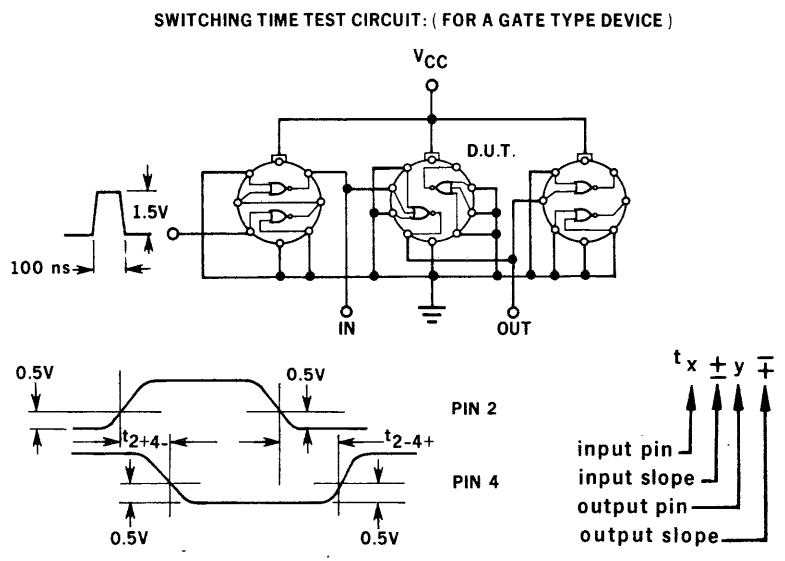 SWITCHING TIME TEST CIRCUIT: ( FOR A GATE TYPE DEVICE )
VCC
D.U.T.
1.5V
100 ns
IN
OUT
0.5V
0.5V
PIN 2
t2+4-
t2-4+
PIN 4
0.5V
0.5V
t x ± y ∓
input pin
input slope
output pin
output slope